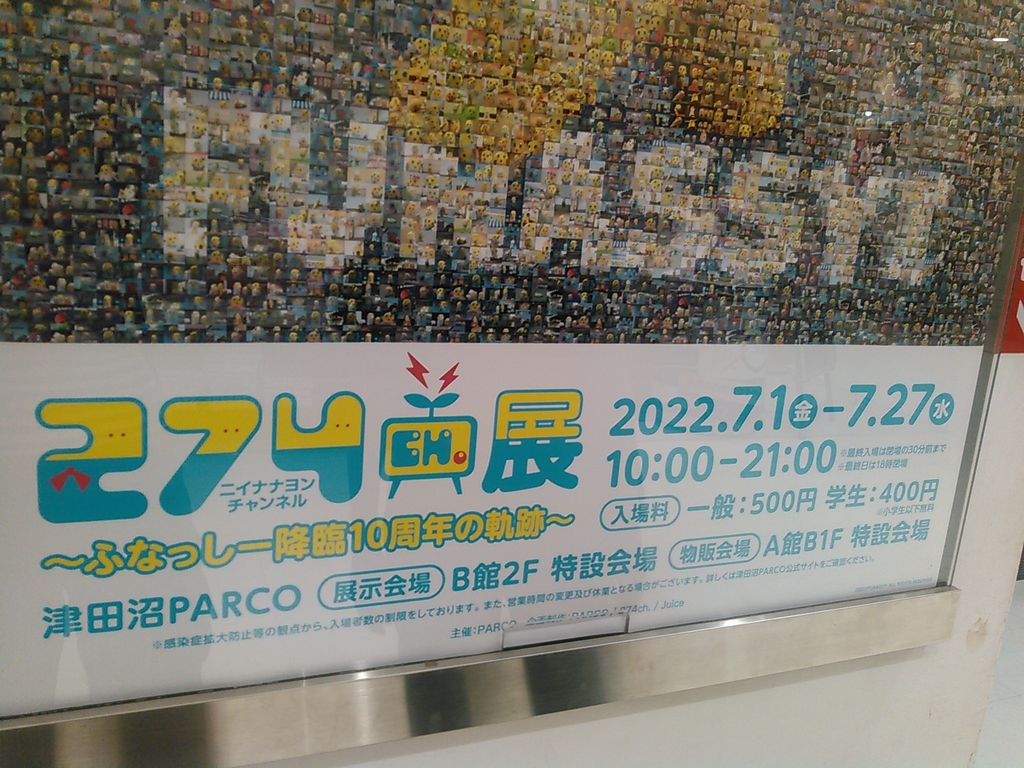 274CH.展
ニイナナヨン
チャンネル
～ふなっしー降臨10周年の軌跡～
2022.7.1金－7.27水
10:00－21:00
※最終入場は閉場の30分前まで
※最終日は18時閉場
入場料 一般：500円 学生：400円
※小学生以下無料
津田沼PARCO 展示会場 B館2F 特設会場 物販会場 A館B1F 特設会場
※感染症拡大防止等の観点から、入場者数の制限をしております。また、営業時間の変更及び休業となる場合がございます。詳しくは津田沼PARCO公式サイトをご確認ください。
主催：PARCO 企画制作：PARCO / 274ch. / Juice